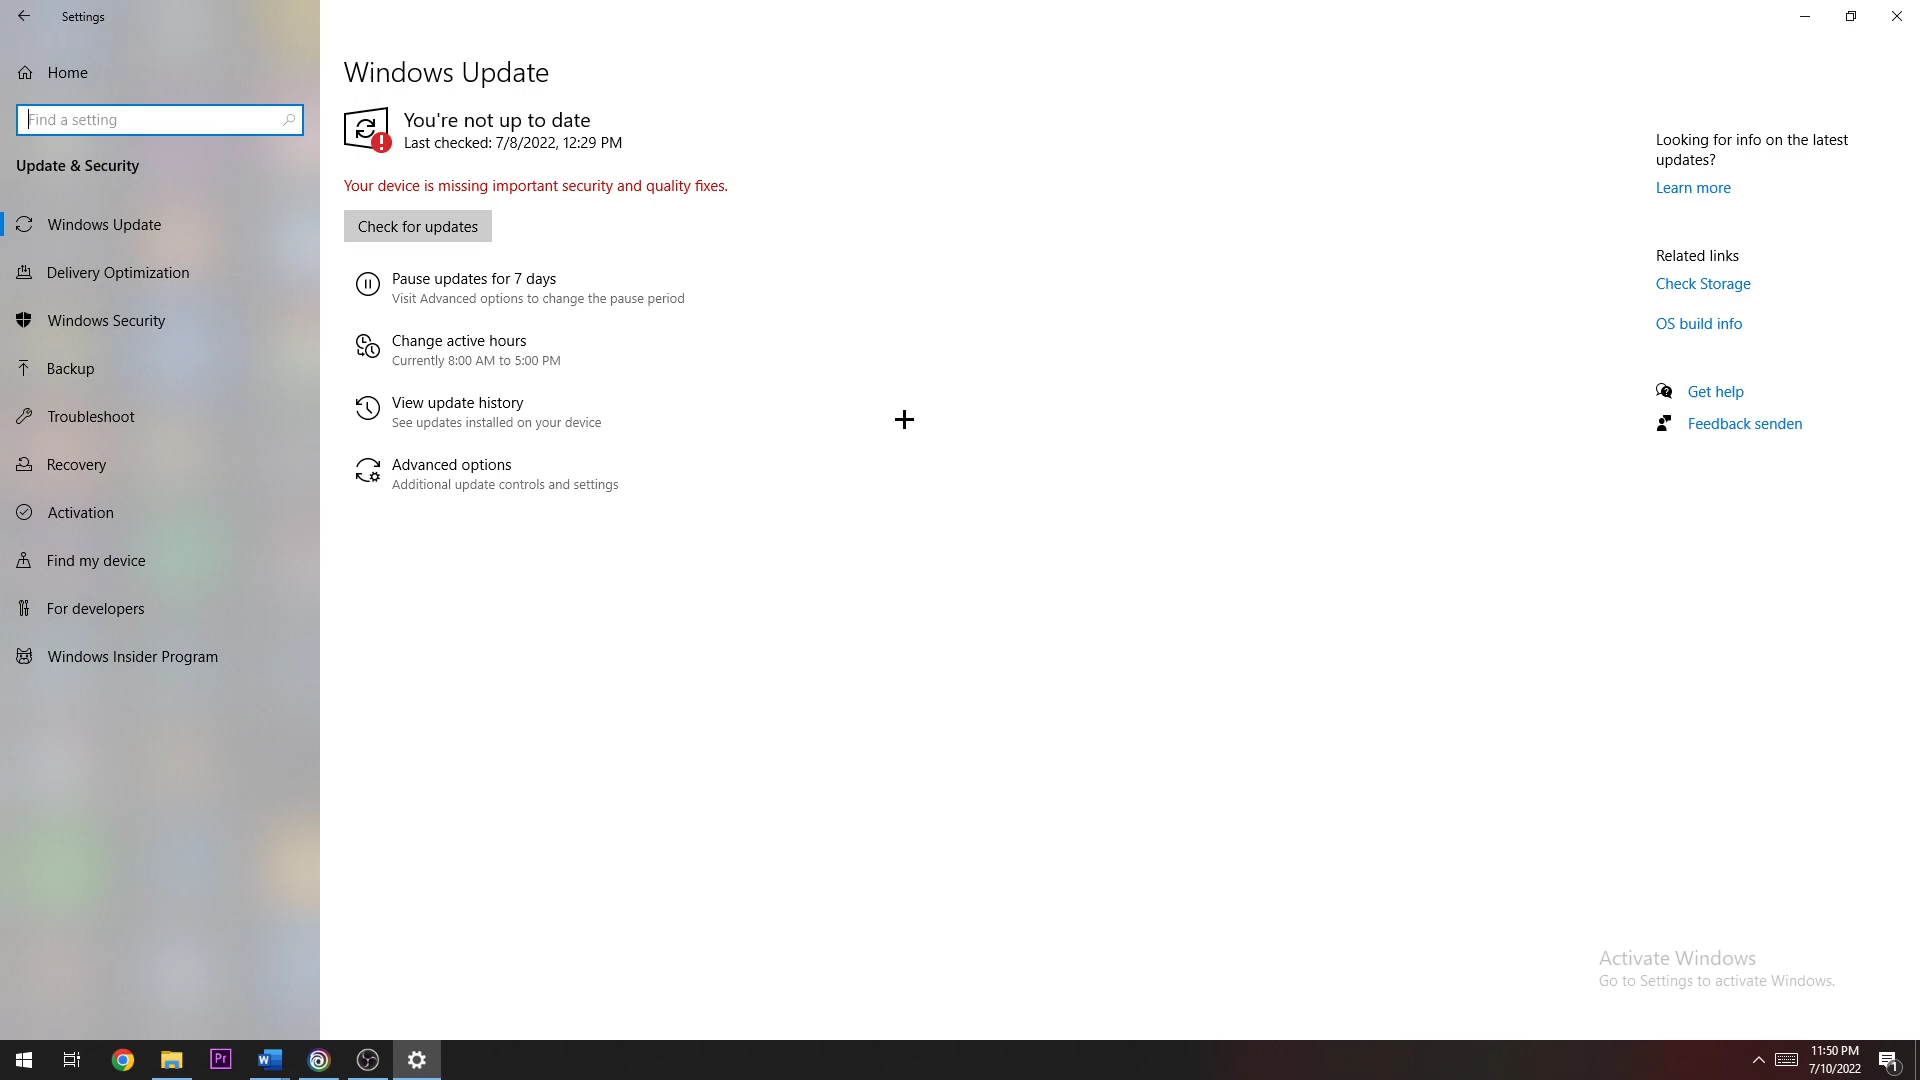 Settings
Home
Find a setting
Update & Security
Windows Update
Delivery Optimization
Windows Security
Backup
Troubleshoot
Recovery
Activation
Find my device
For developers
Windows Insider Program
Windows Update
You're not up to date
Last checked: 7/8/2022, 12:29 PM
Your device is missing important security and quality fixes.
Check for updates
Pause updates for 7 days
Visit Advanced options to change the pause period
Change active hours
Currently 8:00 AM to 5:00 PM
View update history
See updates installed on your device
Advanced options
Additional update controls and settings
Looking for info on the latest
updates?
Learn more
Related links
Check Storage
OS build info
Get help
Feedback senden
Activate Windows
Go to Settings to activate Windows.
Pr
W
11:50 PM
7/10/2022
1